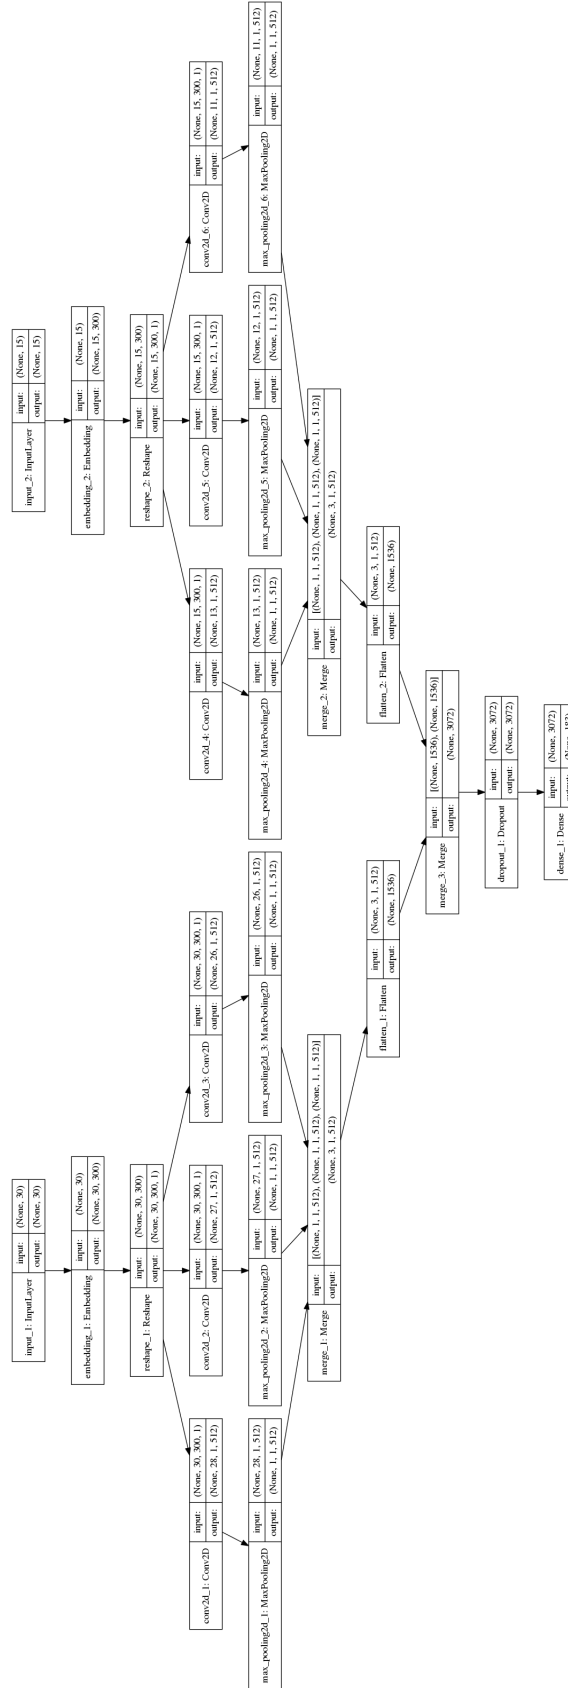 input_1: InputLayer
input: (None, 30)
output: (None, 30)
input_2: InputLayer
input: (None, 15)
output: (None, 15)
embedding_1: Embedding
input: (None, 30)
output: (None, 30, 300)
embedding_2: Embedding
input: (None, 15)
output: (None, 15, 300)
reshape_1: Reshape
input: (None, 30, 300)
output: (None, 30, 300, 1)
reshape_2: Reshape
input: (None, 15, 300)
output: (None, 15, 300, 1)
conv2d_1: Conv2D
input: (None, 30, 300, 1)
output: (None, 28, 1, 512)
conv2d_2: Conv2D
input: (None, 30, 300, 1)
output: (None, 27, 1, 512)
conv2d_3: Conv2D
input: (None, 30, 300, 1)
output: (None, 26, 1, 512)
conv2d_4: Conv2D
input: (None, 15, 300, 1)
output: (None, 13, 1, 512)
conv2d_5: Conv2D
input: (None, 15, 300, 1)
output: (None, 12, 1, 512)
conv2d_6: Conv2D
input: (None, 15, 300, 1)
output: (None, 11, 1, 512)
max_pooling2d_1: MaxPooling2D
input: (None, 28, 1, 512)
output: (None, 1, 1, 512)
max_pooling2d_2: MaxPooling2D
input: (None, 27, 1, 512)
output: (None, 1, 1, 512)
max_pooling2d_3: MaxPooling2D
input: (None, 26, 1, 512)
output: (None, 1, 1, 512)
max_pooling2d_4: MaxPooling2D
input: (None, 13, 1, 512)
output: (None, 1, 1, 512)
max_pooling2d_5: MaxPooling2D
input: (None, 12, 1, 512)
output: (None, 1, 1, 512)
max_pooling2d_6: MaxPooling2D
input: (None, 11, 1, 512)
output: (None, 1, 1, 512)
merge_1: Merge
input: [(None, 1, 1, 512), (None, 1, 1, 512), (None, 1, 1, 512)]
output: (None, 3, 1, 512)
merge_2: Merge
input: [(None, 1, 1, 512), (None, 1, 1, 512), (None, 1, 1, 512)]
output: (None, 3, 1, 512)
flatten_1: Flatten
input: (None, 3, 1, 512)
output: (None, 1536)
flatten_2: Flatten
input: (None, 3, 1, 512)
output: (None, 1536)
merge_3: Merge
input: [(None, 1536), (None, 1536)]
output: (None, 3072)
dropout_1: Dropout
input: (None, 3072)
output: (None, 3072)
dense_1: Dense
input: (None, 3072)